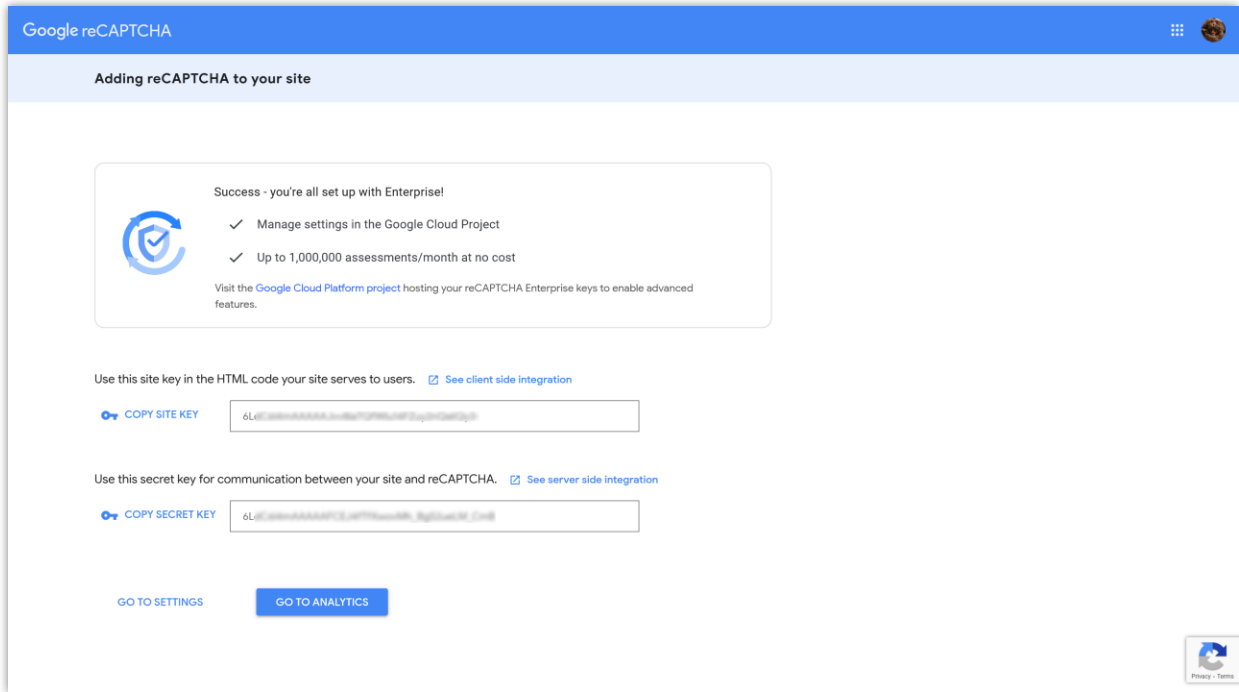 Google reCAPTCHA
Adding reCAPTCHA to your site
Success - you're all set up with Enterprise!
Manage settings in the Google Cloud Project
Up to 1,000,000 assessments/month at no cost
Visit the Google Cloud Platform project hosting your reCAPTCHA Enterprise keys to enable advanced
features.
Use this site key in the HTML code your site serves to users. See client side integration
COPY SITE KEY
Use this secret key for communication between your site and reCAPTCHA. See server side integration
COPY SECRET KEY
GO TO SETTINGS GO TO ANALYTICS
Privacy - Terms